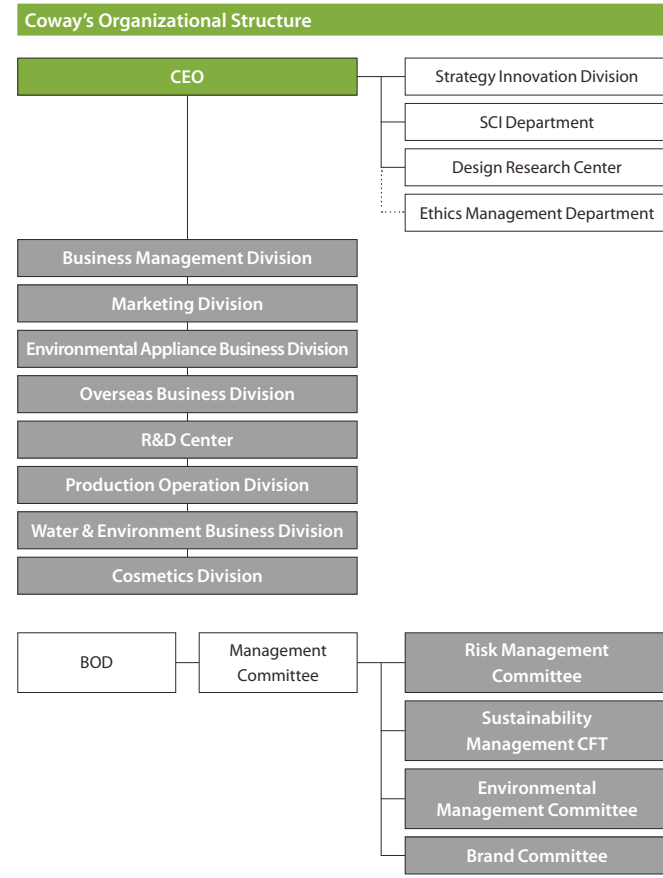 Coway's Organizational Structure
CEO
Strategy Innovation Division
SCI Department
Design Research Center
Ethics Management Department
Business Management Division
Marketing Division
Environmental Appliance Business Division
Overseas Business Division
R&D Center
Production Operation Division
Water & Environment Business Division
Cosmetics Division
BOD
Management
Committee
Risk Management
Committee
Sustainability
Management CFT
Environmental
Management Committee
Brand Committee